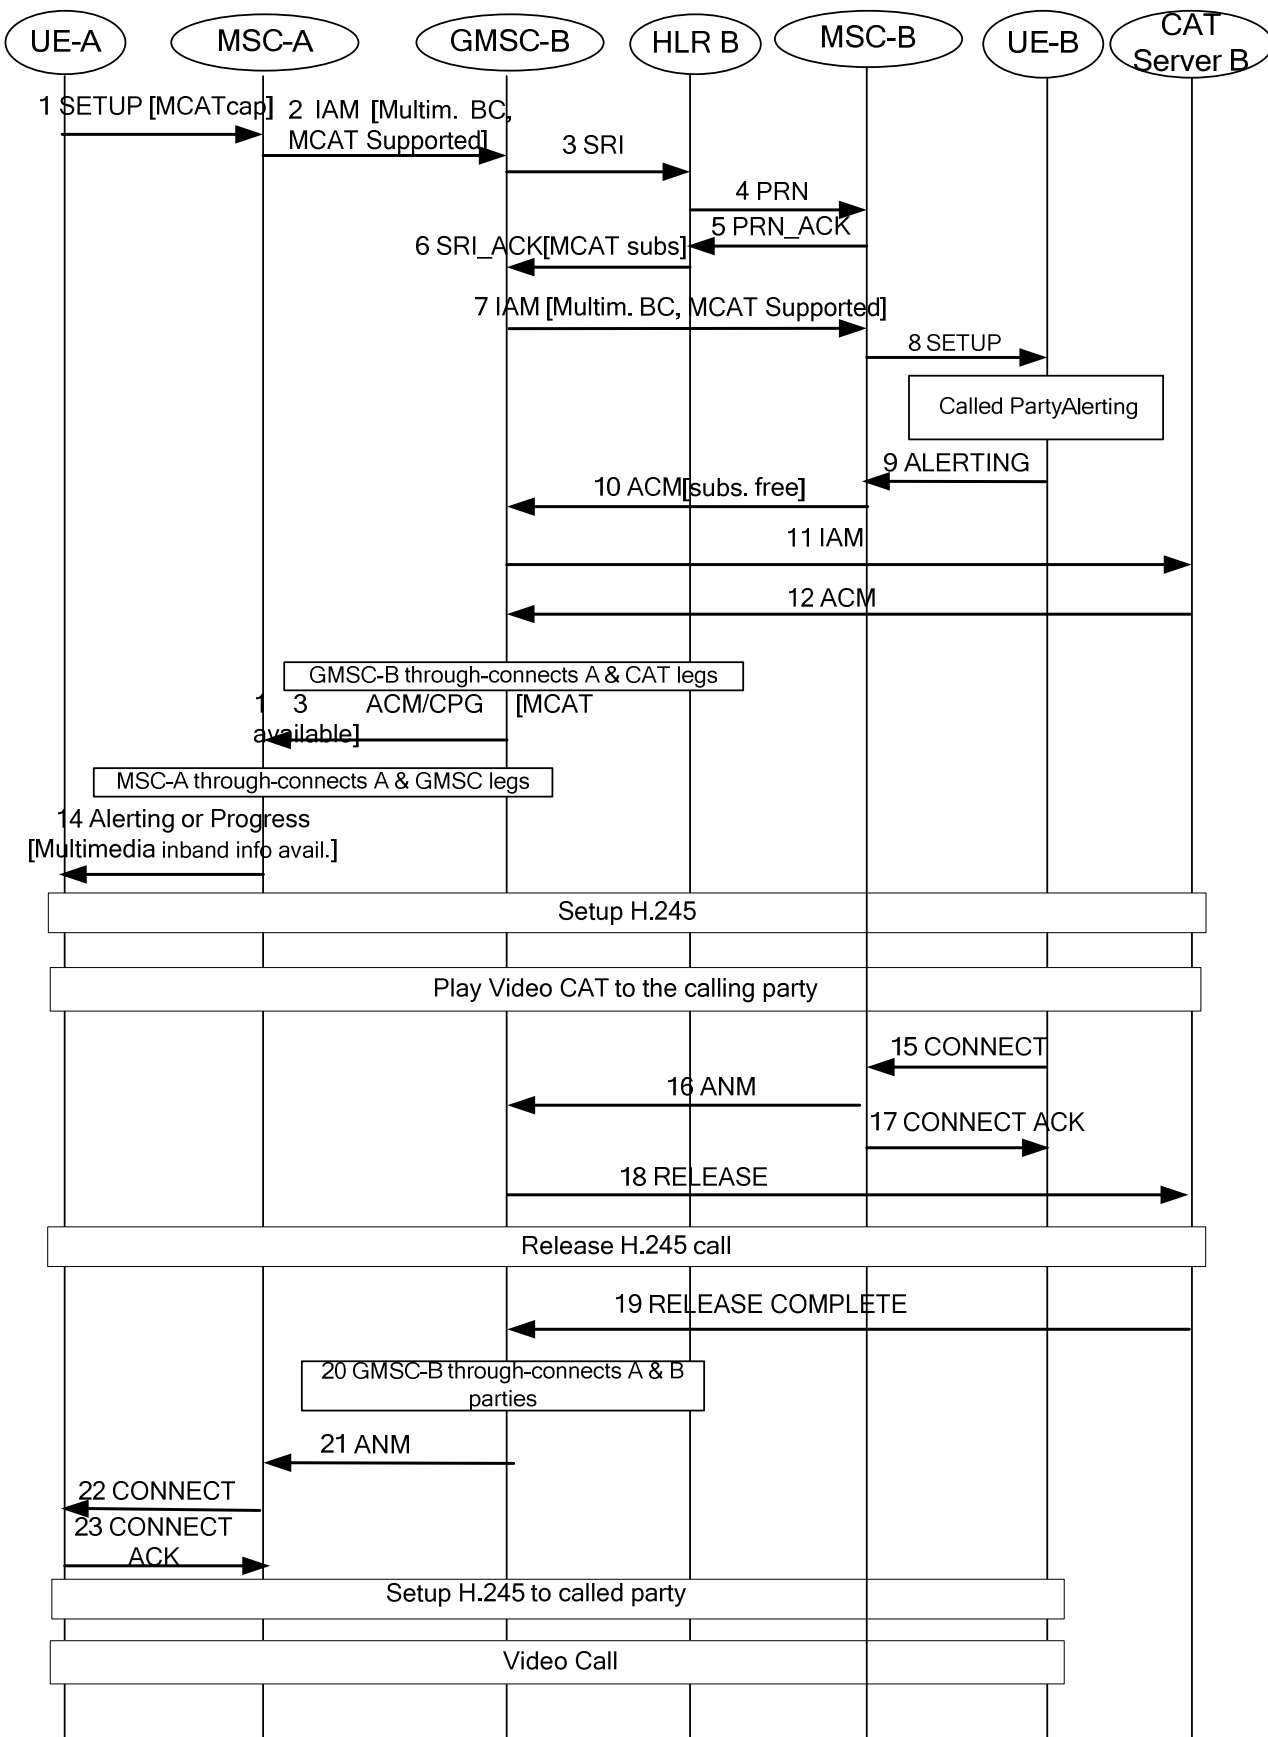 UE-A
MSC-A
GMSC-B
HLR B
MSC-B
UE-B
CAT
Server B
1 SETUP [MCATcap]
2 IAM [Multim. BC,
MCAT Supported]
3 SRI
4 PRN
5 PRN_ACK
6 SRI_ACK[MCAT subs]
7 IAM [Multim. BC, MCAT Supported]
8 SETUP
Called PartyAlerting
9 ALERTING
10 ACM[subs. free]
11 IAM
12 ACM
GMSC-B through-connects A & CAT legs
1 3 ACM/CPG [MCAT
available]
MSC-A through-connects A & GMSC legs
14 Alerting or Progress
[Multimedia inband info avail.]
Setup H.245
Play Video CAT to the calling party
15 CONNECT
16 ANM
17 CONNECT ACK
18 RELEASE
Release H.245 call
19 RELEASE COMPLETE
20 GMSC-B through-connects A & B
parties
21 ANM
22 CONNECT
23 CONNECT
ACK
Setup H.245 to called party
Video Call